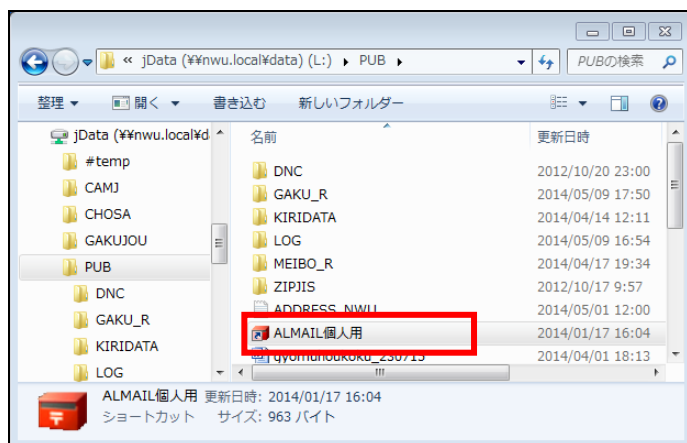 « jData (¥¥nwu.local¥data) (L:) ▸ PUB ▸
PUBの検索
整理 ▼ 開く ▼ 書き込む 新しいフォルダー
jData (¥¥nwu.local¥d
#temp
CAMJ
CHOSA
GAKUJOU
PUB
DNC
GAKU_R
KIRIDATA
LOG
名前 更新日時
DNC 2012/10/20 23:00
GAKU_R 2014/05/09 17:50
KIRIDATA 2014/04/14 12:11
LOG 2014/05/09 16:54
MEIBO_R 2014/04/17 19:34
ZIPJIS 2012/10/17 9:57
ADDRESS_NWU 2014/05/01 12:00
ALMAIL個人用 2014/01/17 16:04
gyomuhoukoku_230715 2014/04/01 18:13
ALMAIL個人用 更新日時: 2014/01/17 16:04
ショートカット サイズ: 963 バイト